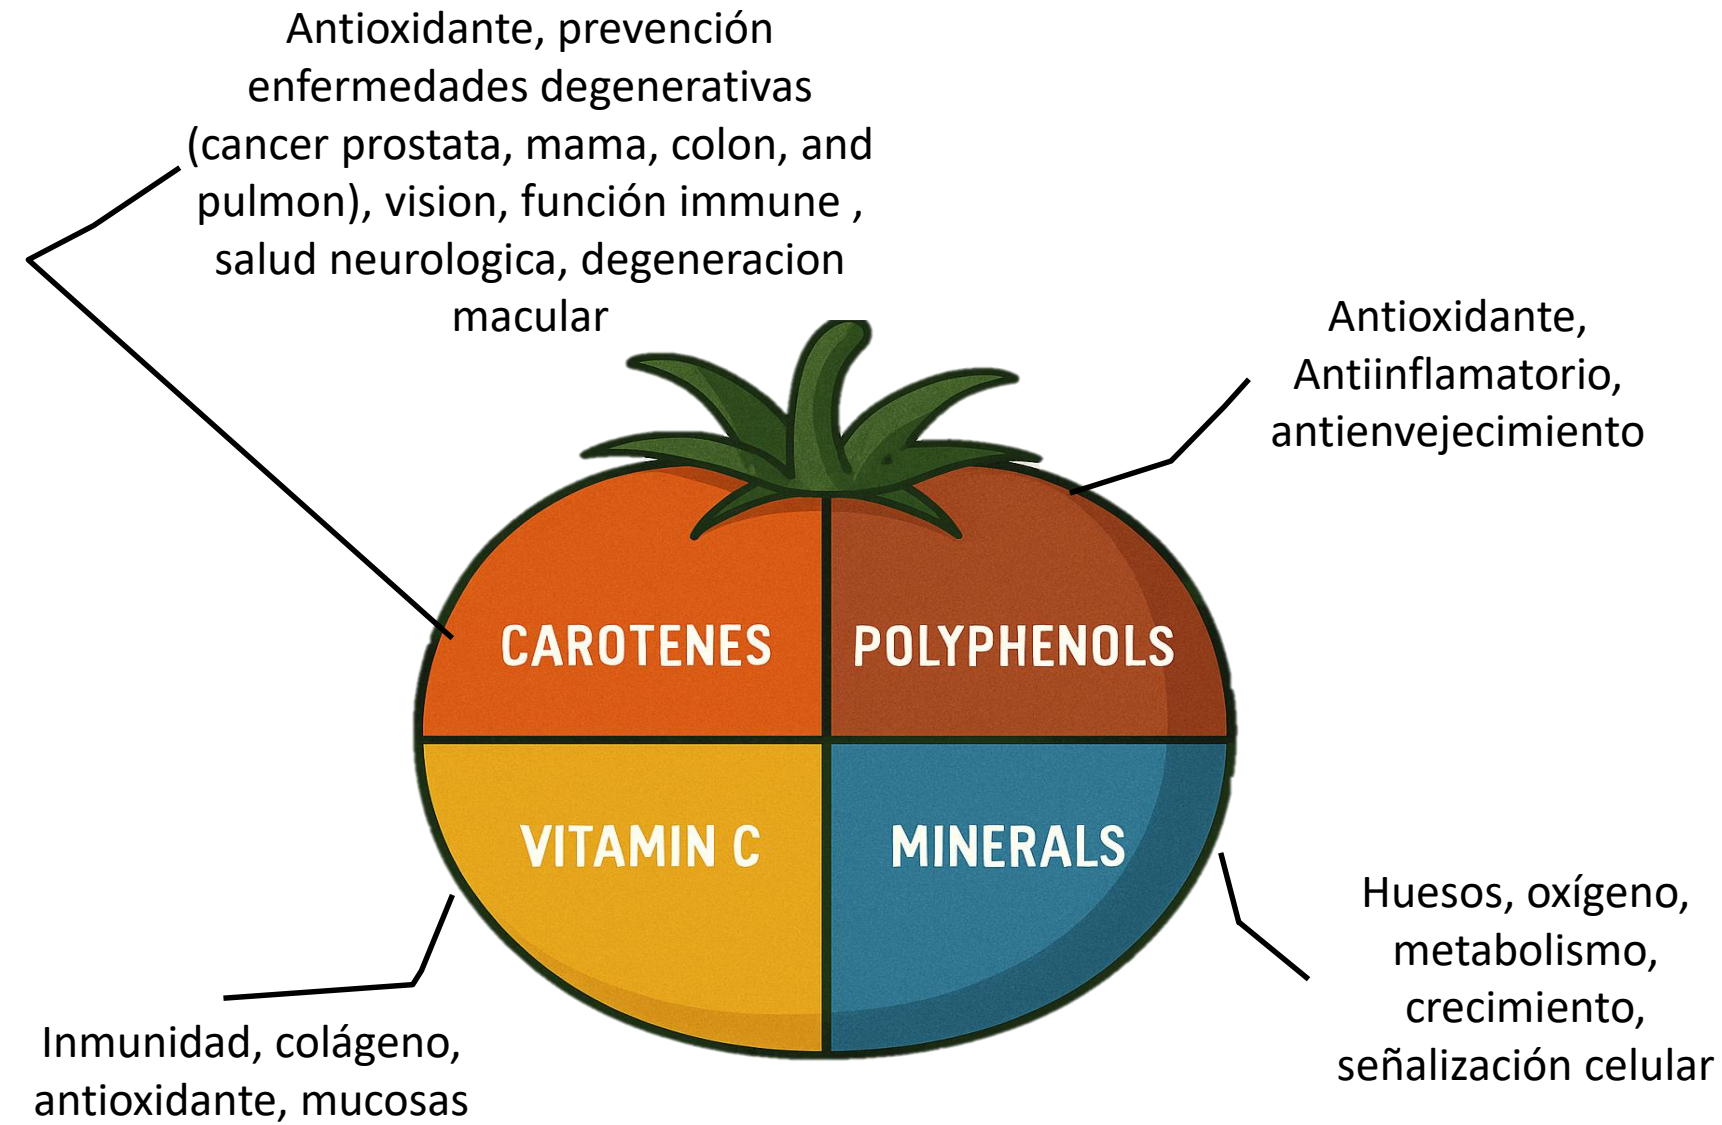 Antioxidante, prevención
enfermedades degenerativas
(cancer prostata, mama, colon, and
pulmon), vision, función immune ,
salud neurologica, degeneracion
macular
Antioxidante,
Antiinflamatorio,
antienvejecimiento
CAROTENES
POLYPHENOLS
VITAMIN C
MINERALS
Huesos, oxígeno,
metabolismo,
crecimiento,
señalización celular
Inmunidad, colágeno,
antioxidante, mucosas